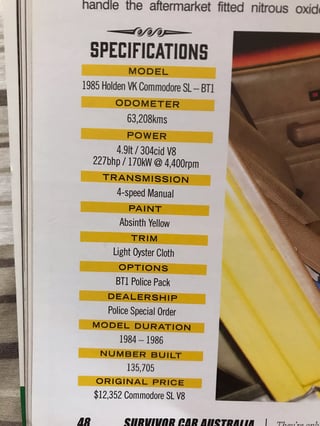 handle the aftermarket fitted nitrous oxide
SPECIFICATIONS
MODEL
1985 Holden VK Commodore SL – BT1
ODOMETER
63,208kms
POWER
4.9lt / 304cid V8
227bhp / 170kW @ 4,400rpm
TRANSMISSION
4-speed Manual
PAINT
Absinth Yellow
TRIM
Light Oyster Cloth
OPTIONS
BT1 Police Pack
DEALERSHIP
Police Special Order
MODEL DURATION
1984 – 1986
NUMBER BUILT
135,705
ORIGINAL PRICE
$12,352 Commodore SL V8
48 SURVIVOR CAR AUSTRALIA | They're only